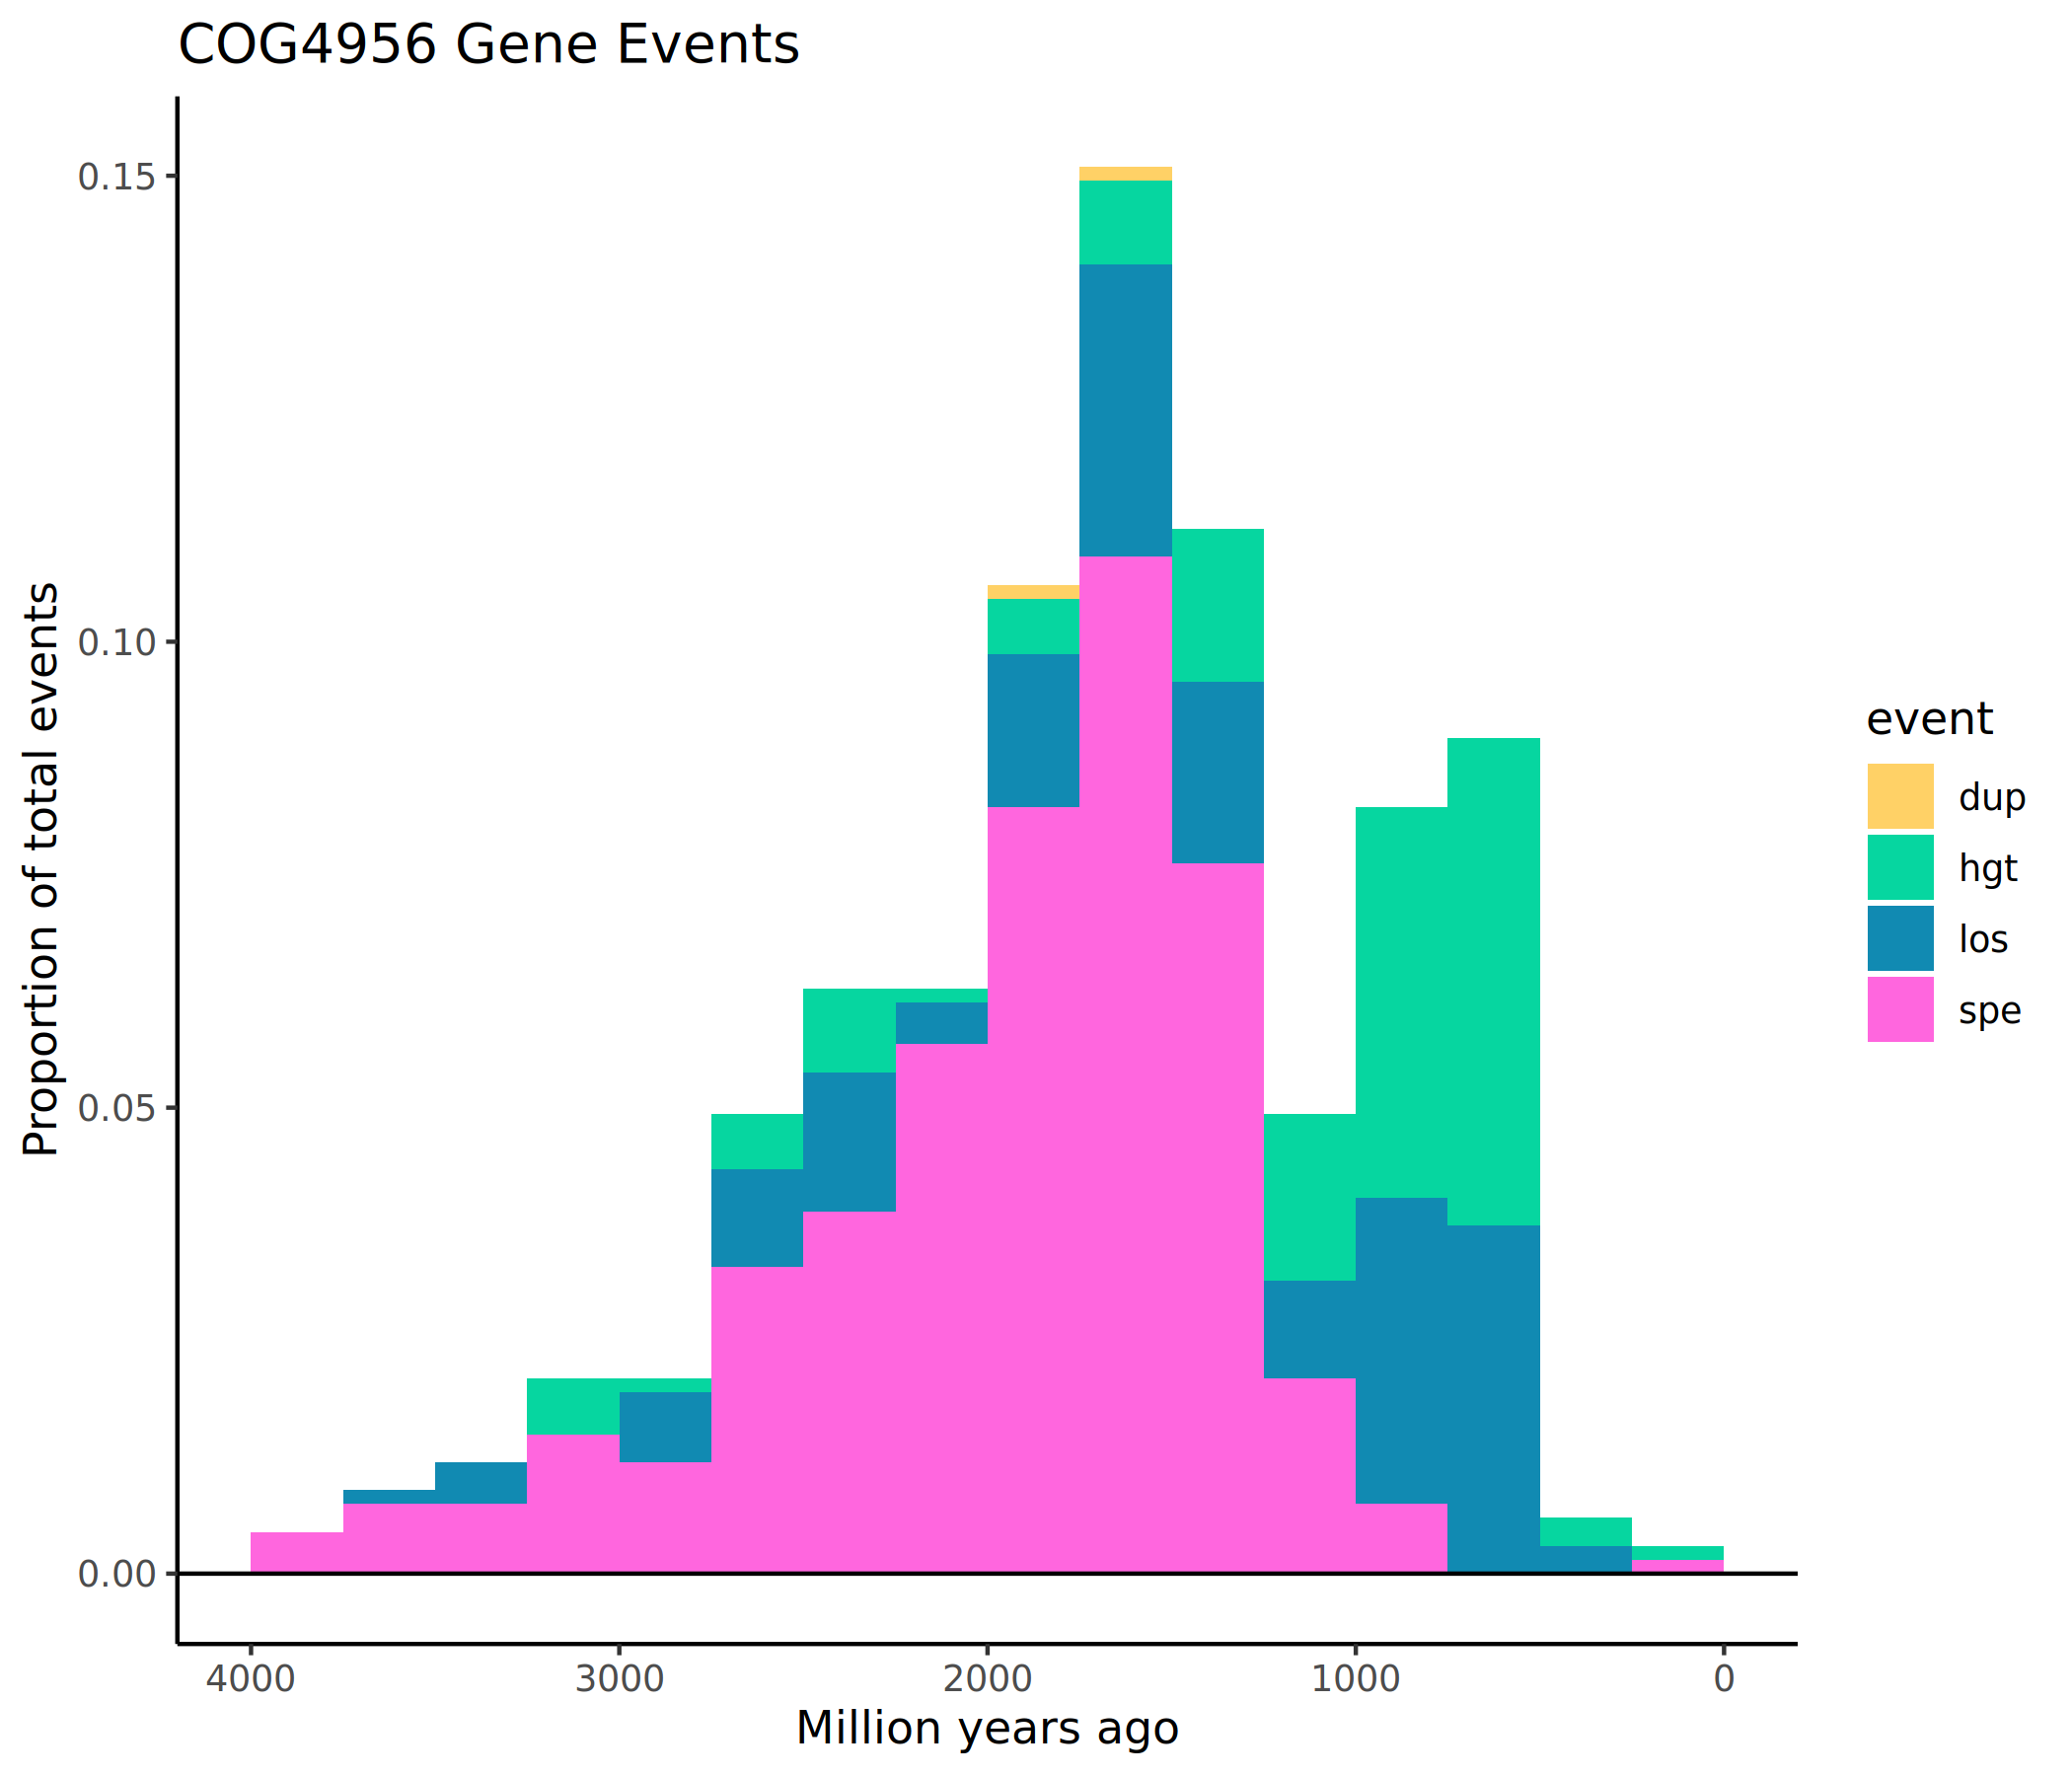 COG4956 Gene Events
0.15
0.10
0.05
0.00
Proportion of total events
4000 3000 2000 1000 0
Million years ago
event
dup
hgt
los
spe